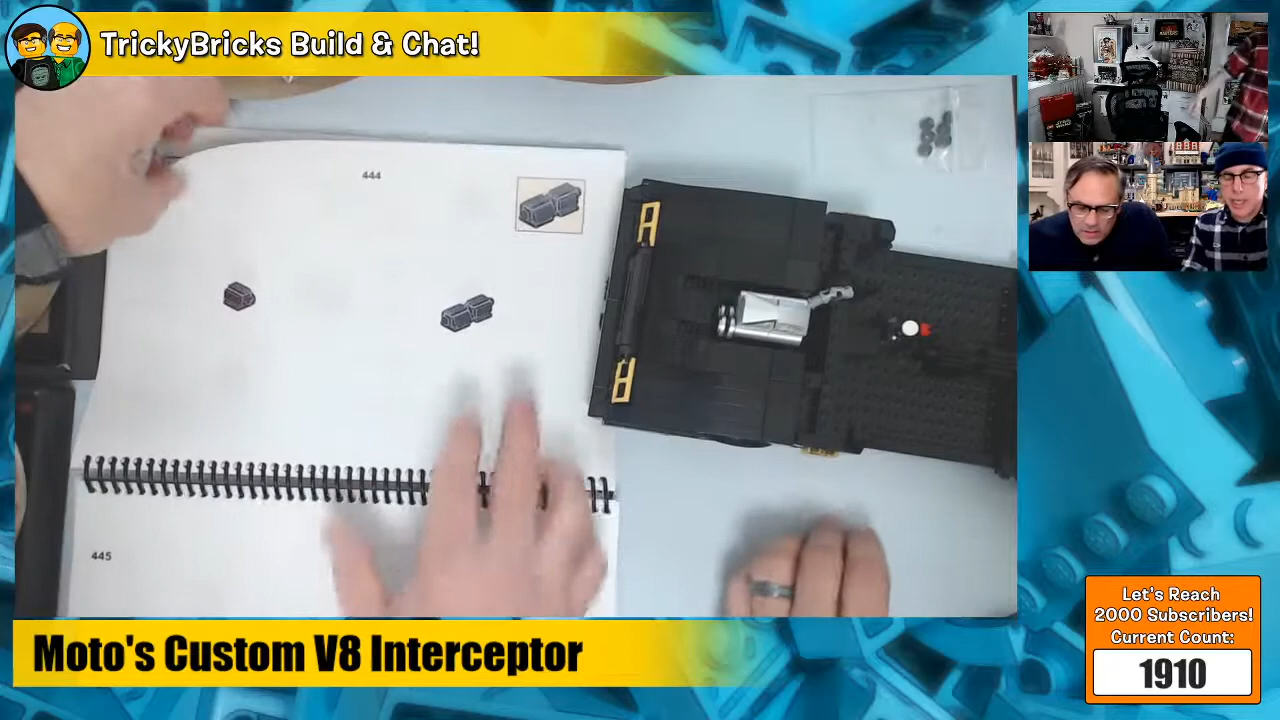 TrickyBricks Build & Chat!
444
445
Moto's Custom V8 Interceptor
Let's Reach
2000 Subscribers!
Current Count:
1910